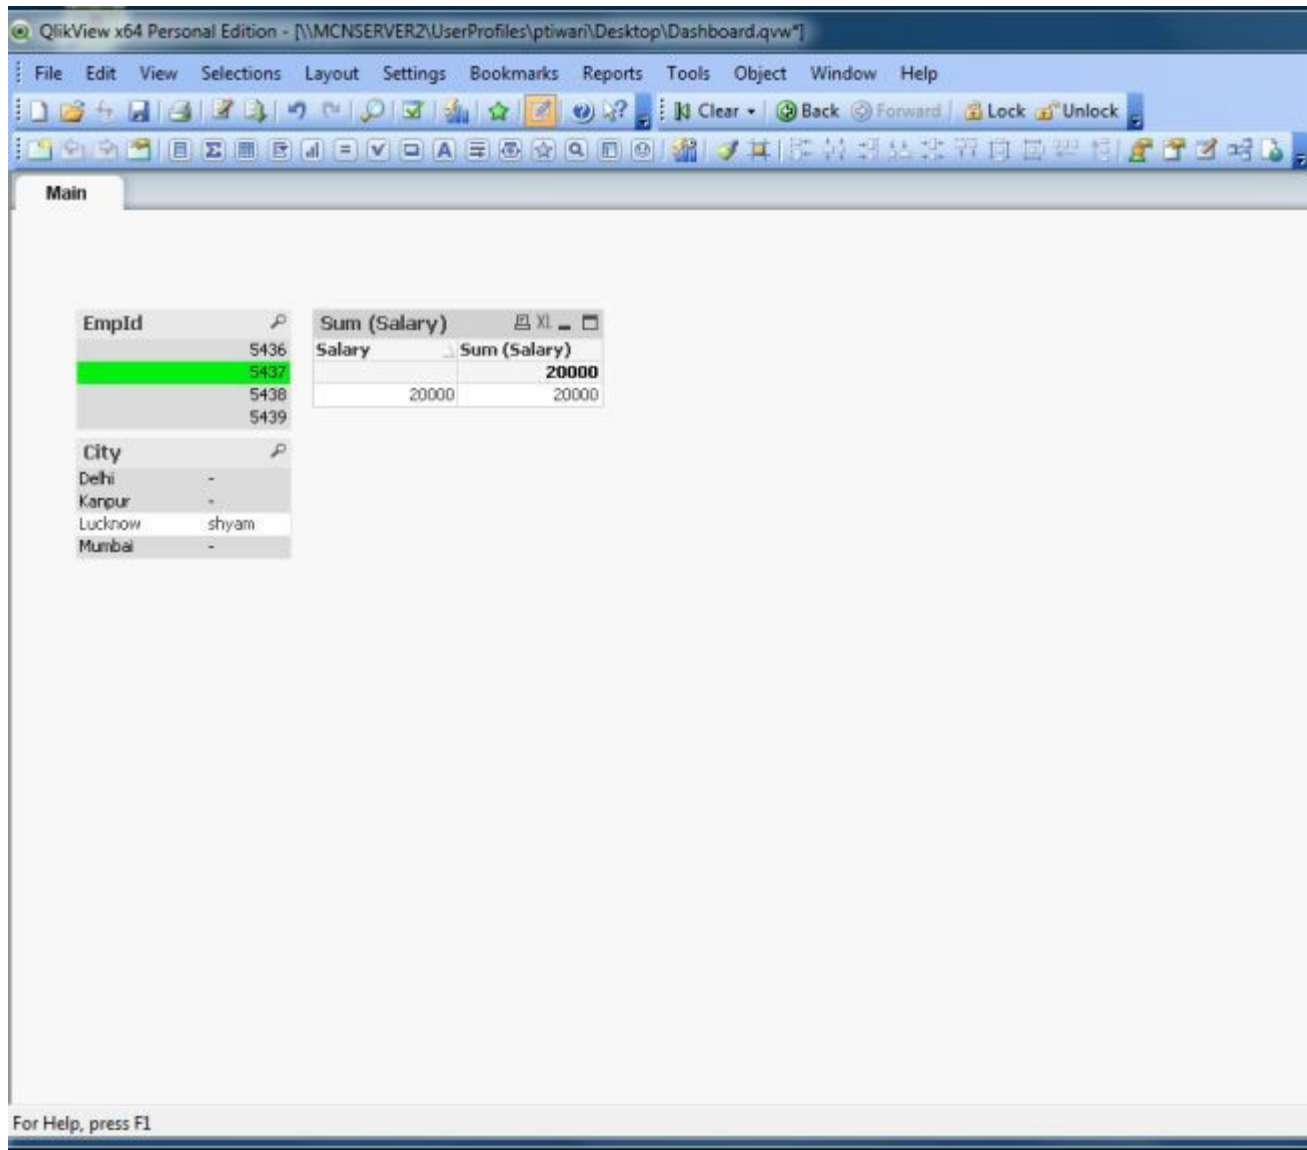 QlikView x64 Personal Edition - [\\MCNSERVER2\UserProfiles\ptiwari\Desktop\Dashboard.qvw*]
File Edit View Selections Layout Settings Bookmarks Reports Tools Object Window Help
Clear Back Forward Lock Unlock
Main
EmpId
5436
5437
5438
5439
Sum (Salary) XL
Salary Sum (Salary)
20000
20000 20000
City
Delhi -
Kanpur -
Lucknow shyam
Mumbai -
For Help, press F1